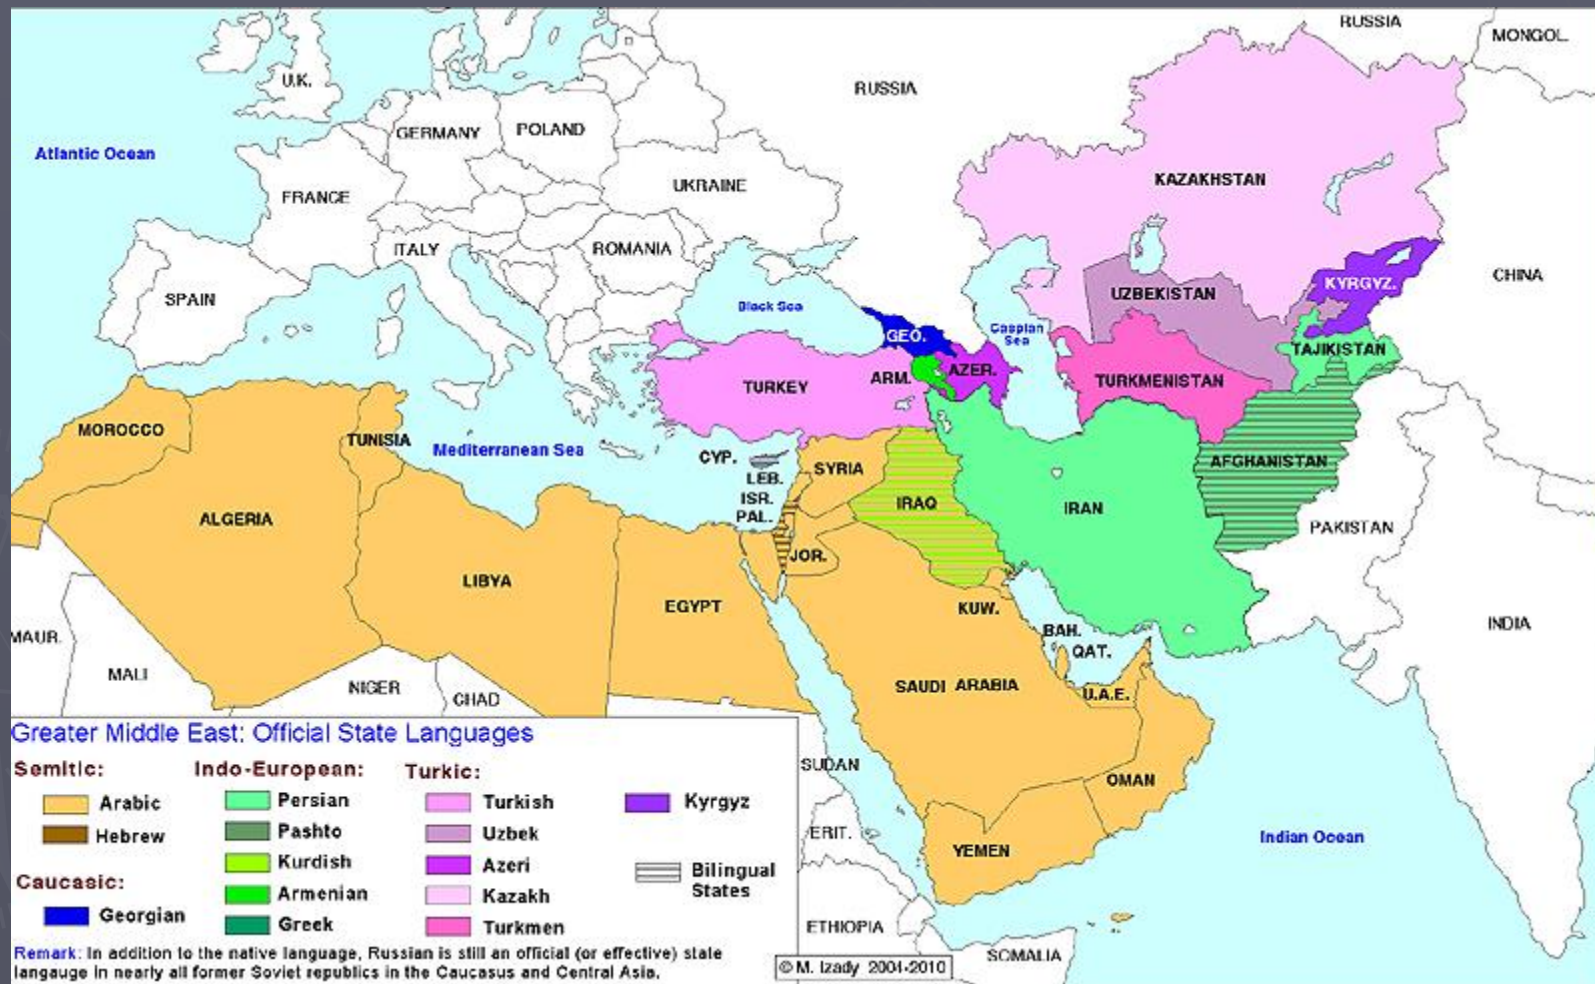 RUSSIA
MONGOL.
U.K.
RUSSIA
GERMANY
POLAND
Atlantic Ocean
KAZAKHSTAN
UKRAINE
FRANCE
ITALY
ROMANIA
CHINA
KYRGYZ.
UZBEKISTAN
SPAIN
Black Sea
Caspian
Sea
GEO.
TAJIKISTAN
ARM.
AZER.
TURKEY
TURKMENISTAN
MOROCCO
TUNISIA
Mediterranean Sea
CYP.
SYRIA
AFGHANISTAN
LEB.
ISR.
PAL.
IRAQ
IRAN
ALGERIA
PAKISTAN
JOR.
LIBYA
EGYPT
KUW.
INDIA
BAH.
QAT.
MAUR.
MALI
NIGER
CHAD
SAUDI ARABIA
U.A.E.
OMAN
YEMEN
SUDAN
ERIT.
Indian Ocean
ETHIOPIA
SOMALIA
Greater Middle East: Official State Languages
Semitic:
Arabic
Hebrew
Caucasic:
Georgian
Indo-European:
Persian
Pashto
Kurdish
Armenian
Greek
Turkic:
Turkish
Uzbek
Azeri
Kazakh
Turkmen
Kyrgyz
Bilingual
States
Remark: In addition to the native language, Russian is still an official (or effective) state
langauge in nearly all former Soviet republics in the Caucasus and Central Asia.
© M. Izady 2004-2010